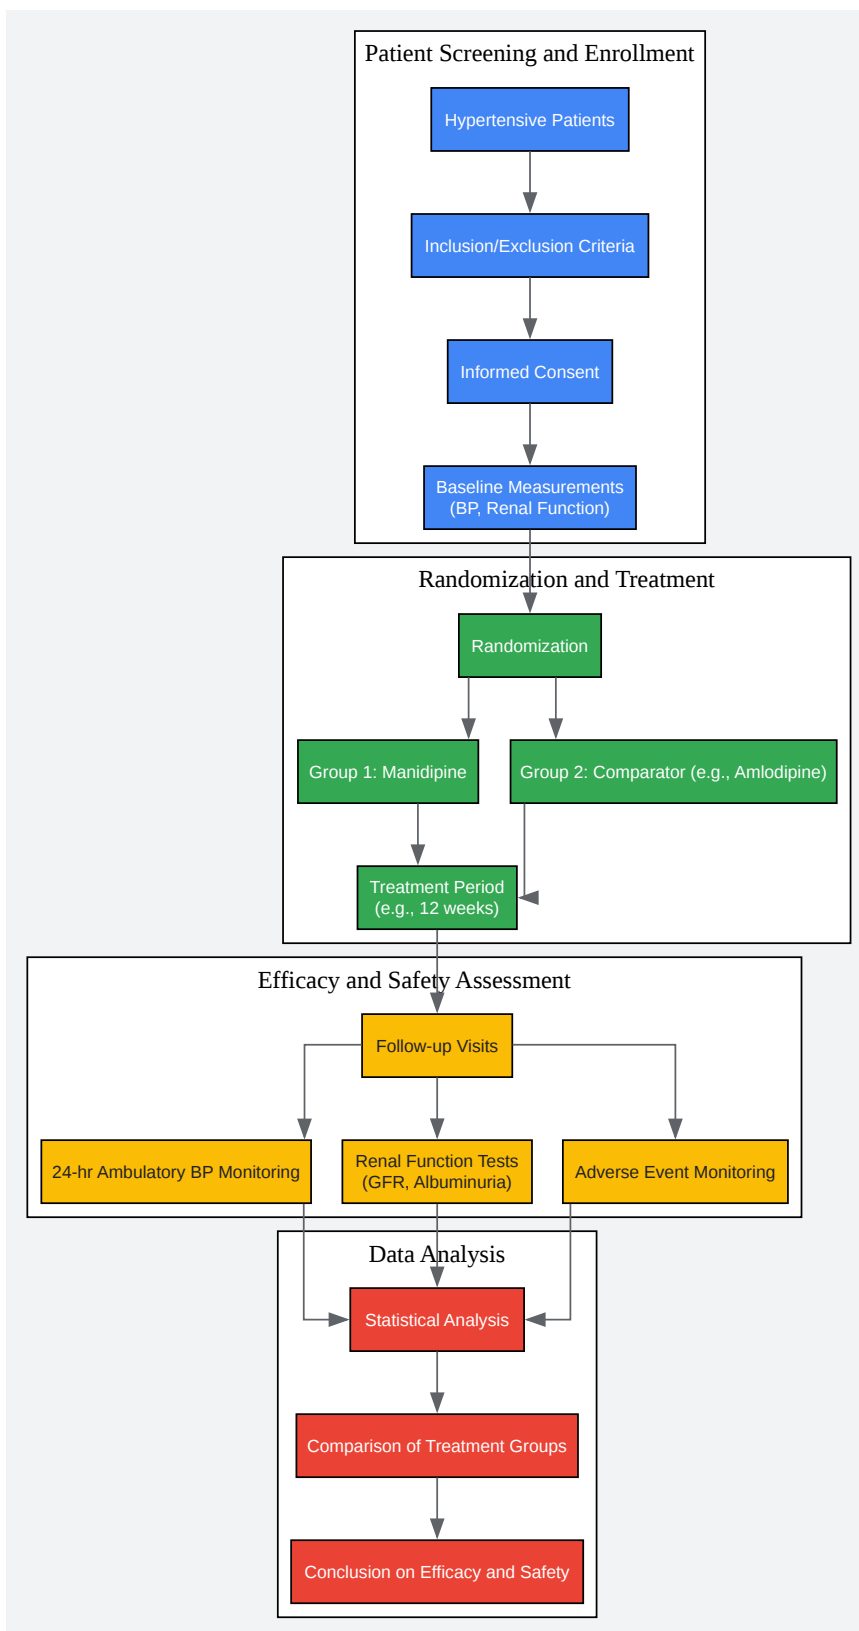 Patient Screening and Enrollment
Hypertensive Patients
Inclusion/Exclusion Criteria
Informed Consent
Baseline Measurements
(BP, Renal Function)
Randomization and Treatment
Randomization
Group 1: Manidipine
Group 2: Comparator (e.g., Amlodipine)
Treatment Period
(e.g., 12 weeks)
Efficacy and Safety Assessment
Follow-up Visits
24-hr Ambulatory BP Monitoring
Renal Function Tests
(GFR, Albuminuria)
Adverse Event Monitoring
Data Analysis
Statistical Analysis
Comparison of Treatment Groups
Conclusion on Efficacy and Safety